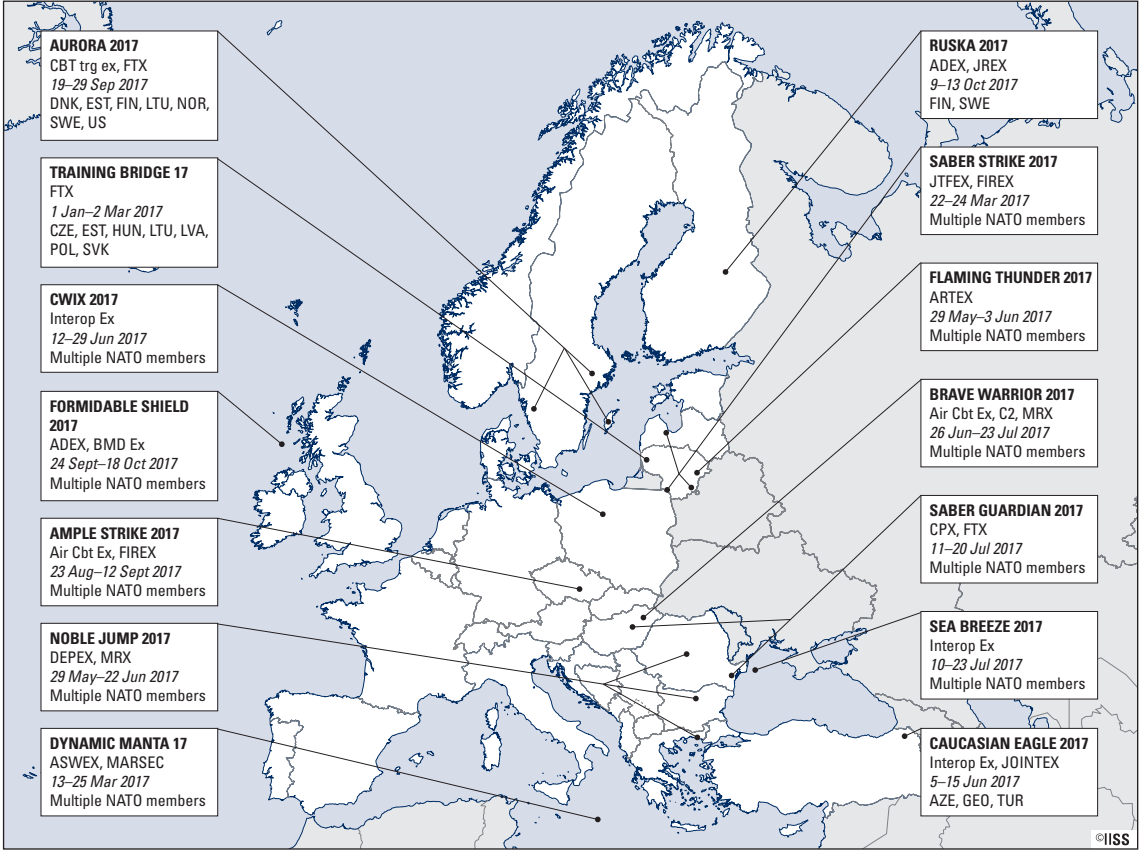 AURORA 2017
CBT trg ex, FTX
19–29 Sep 2017
DNK, EST, FIN, LTU, NOR,
SWE, US
TRAINING BRIDGE 17
FTX
1 Jan–2 Mar 2017
CZE, EST, HUN, LTU, LVA,
POL, SVK
CWIX 2017
Interop Ex
12–29 Jun 2017
Multiple NATO members
FORMIDABLE SHIELD
2017
ADEX, BMD Ex
24 Sept–18 Oct 2017
Multiple NATO members
AMPLE STRIKE 2017
Air Cbt Ex, FIREX
23 Aug–12 Sept 2017
Multiple NATO members
NOBLE JUMP 2017
DEPEX, MRX
29 May–22 Jun 2017
Multiple NATO members
DYNAMIC MANTA 17
ASWEX, MARSEC
13–25 Mar 2017
Multiple NATO members
RUSKA 2017
ADEX, JREX
9–13 Oct 2017
FIN, SWE
SABER STRIKE 2017
JTFEX, FIREX
22–24 Mar 2017
Multiple NATO members
FLAMING THUNDER 2017
ARTEX
29 May–3 Jun 2017
Multiple NATO members
BRAVE WARRIOR 2017
Air Cbt Ex, C2, MRX
26 Jun–23 Jul 2017
Multiple NATO members
SABER GUARDIAN 2017
CPX, FTX
11–20 Jul 2017
Multiple NATO members
SEA BREEZE 2017
Interop Ex
10–23 Jul 2017
Multiple NATO members
CAUCASIAN EAGLE 2017
Interop Ex, JOINTEX
5–15 Jun 2017
AZE, GEO, TUR
©IISS